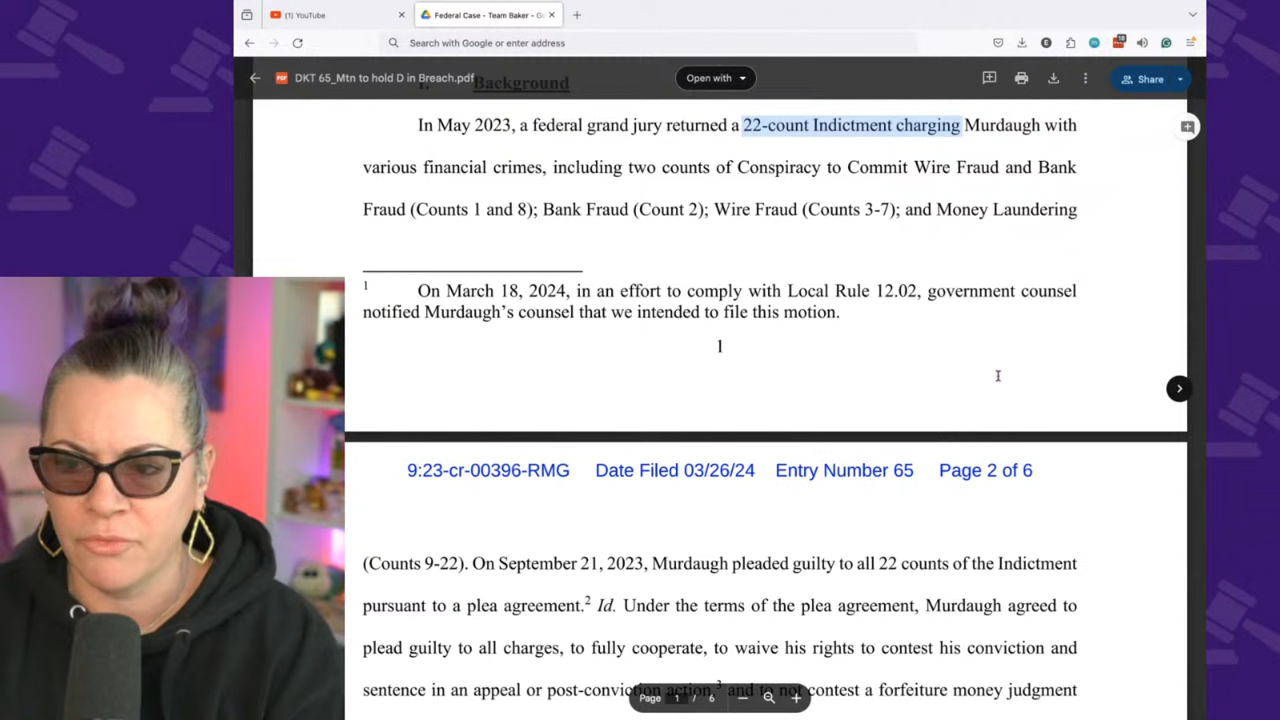 (1) YouTube
Federal Case - Team Baker - Go
Search with Google or enter address
18
DKT 65_Mtn to hold D in Breach.pdf
Open with
Share
I. Background
In May 2023, a federal grand jury returned a 22-count Indictment charging Murdaugh with
various financial crimes, including two counts of Conspiracy to Commit Wire Fraud and Bank
Fraud (Counts 1 and 8); Bank Fraud (Count 2); Wire Fraud (Counts 3-7); and Money Laundering
1 On March 18, 2024, in an effort to comply with Local Rule 12.02, government counsel
notified Murdaugh's counsel that we intended to file this motion.
1
9:23-cr-00396-RMG Date Filed 03/26/24 Entry Number 65 Page 2 of 6
(Counts 9-22). On September 21, 2023, Murdaugh pleaded guilty to all 22 counts of the Indictment
pursuant to a plea agreement.2 Id. Under the terms of the plea agreement, Murdaugh agreed to
plead guilty to all charges, to fully cooperate, to waive his rights to contest his conviction and
sentence in an appeal or post-conviction action,3 and to not contest a forfeiture money judgment
Page 1 / 6